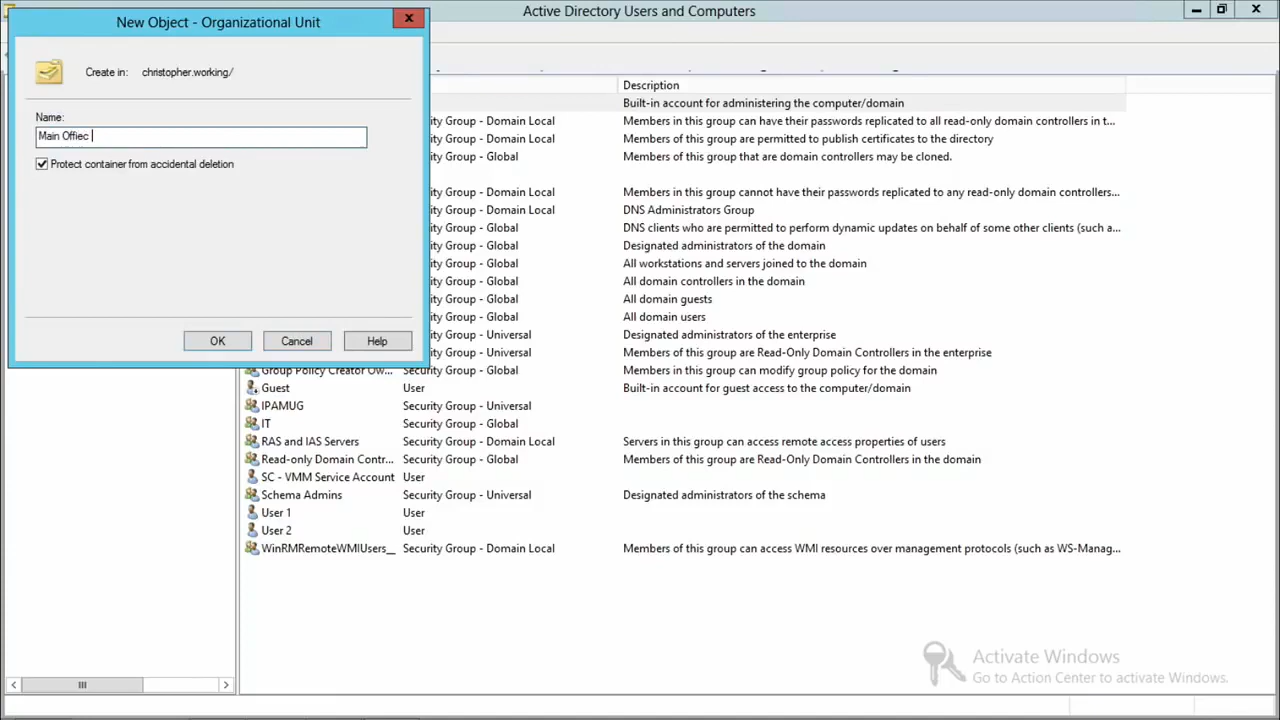 Active Directory Users and Computers
New Object - Organizational Unit
Create in: christopher.working/
Name:
Main Offiec
Protect container from accidental deletion
OK Cancel Help
Description
Built-in account for administering the computer/domain
ity Group - Domain Local Members in this group can have their passwords replicated to all read-only domain controllers in t...
ity Group - Domain Local Members of this group are permitted to publish certificates to the directory
ity Group - Global Members of this group that are domain controllers may be cloned.
ity Group - Domain Local Members in this group cannot have their passwords replicated to any read-only domain controllers...
ity Group - Domain Local DNS Administrators Group
ity Group - Global DNS clients who are permitted to perform dynamic updates on behalf of some other clients (such a...
ity Group - Global Designated administrators of the domain
ity Group - Global All workstations and servers joined to the domain
ity Group - Global All domain controllers in the domain
ity Group - Global All domain guests
ity Group - Global All domain users
ity Group - Universal Designated administrators of the enterprise
ity Group - Universal Members of this group are Read-Only Domain Controllers in the enterprise
Group Policy Creator Ow... Security Group - Global Members in this group can modify group policy for the domain
Guest User Built-in account for guest access to the computer/domain
IPAMUG Security Group - Universal
IT Security Group - Global
RAS and IAS Servers Security Group - Domain Local Servers in this group can access remote access properties of users
Read-only Domain Contr... Security Group - Global Members of this group are Read-Only Domain Controllers in the domain
SC - VMM Service Account User
Schema Admins Security Group - Universal Designated administrators of the schema
User 1 User
User 2 User
WinRMRemoteWMIUsers__ Security Group - Domain Local Members of this group can access WMI resources over management protocols (such as WS-Manag...
Activate Windows
Go to Action Center to activate Windows.